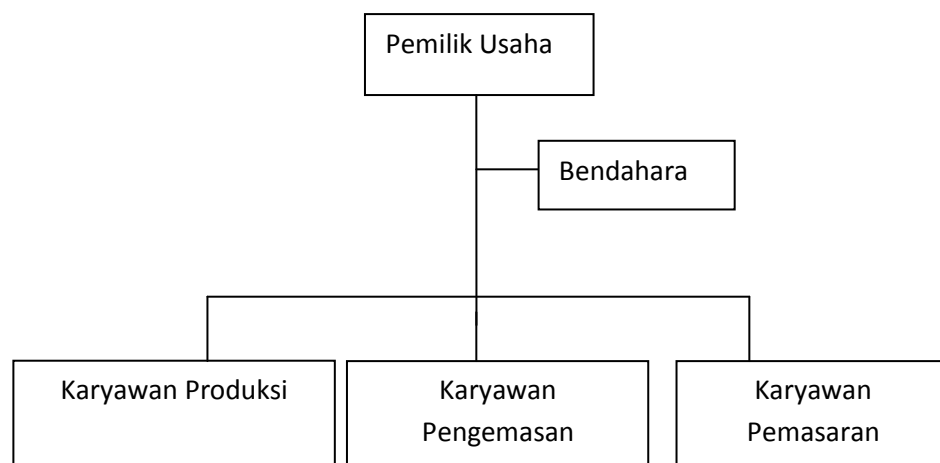 Pemilik Usaha
Bendahara
Karyawan Produksi
Karyawan
Pengemasan
Karyawan
Pemasaran